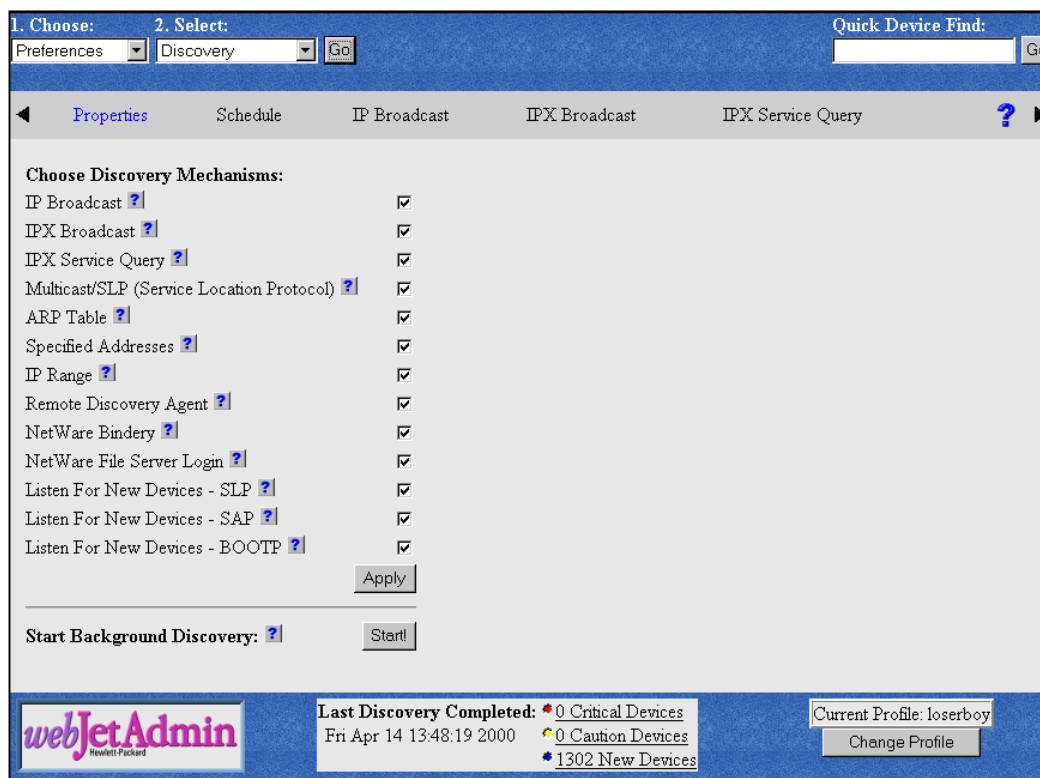 1. Choose: 2. Select: Quick Device Find:
Preferences Discovery Go Go
Properties Schedule IP Broadcast IPX Broadcast IPX Service Query ?
Choose Discovery Mechanisms:
IP Broadcast ?
IPX Broadcast ?
IPX Service Query ?
Multicast/SLP (Service Location Protocol) ?
ARP Table ?
Specified Addresses ?
IP Range ?
Remote Discovery Agent ?
NetWare Bindery ?
NetWare File Server Login ?
Listen For New Devices - SLP ?
Listen For New Devices - SAP ?
Listen For New Devices - BOOTP ?
Apply
Start Background Discovery: ? Start!
webJetAdmin
Hewlett-Packard
Last Discovery Completed: 0 Critical Devices
Fri Apr 14 13:48:19 2000 0 Caution Devices
1302 New Devices
Current Profile: loserboy
Change Profile